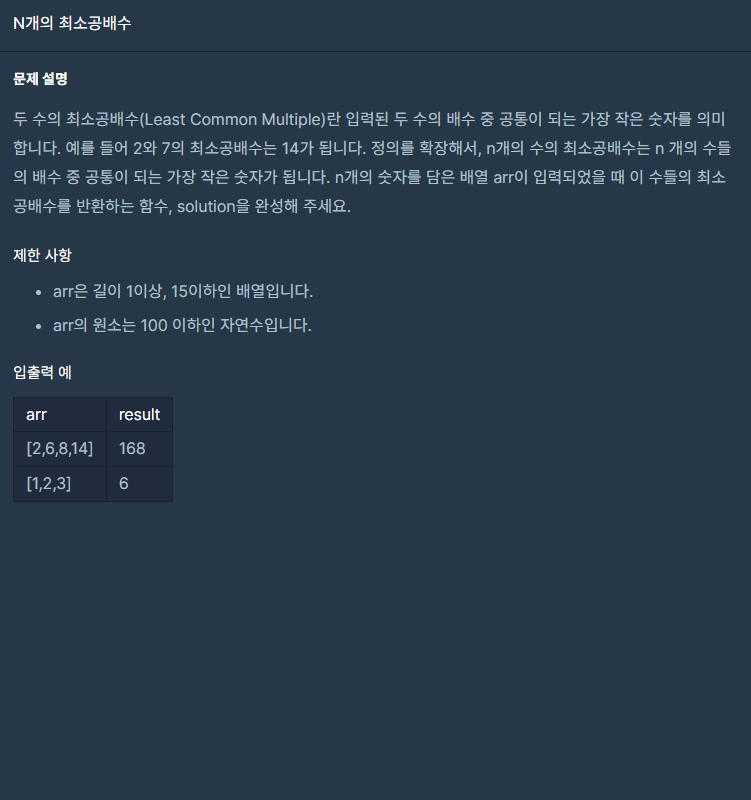 N개의 최소공배수
문제 설명
두 수의 최소공배수(Least Common Multiple)란 입력된 두 수의 배수 중 공통이 되는 가장 작은 숫자를 의미
합니다. 예를 들어 2와 7의 최소공배수는 14가 됩니다. 정의를 확장해서, n개의 수의 최소공배수는 n 개의 수들
의 배수 중 공통이 되는 가장 작은 숫자가 됩니다. n개의 숫자를 담은 배열 arr이 입력되었을 때 이 수들의 최소
공배수를 반환하는 함수, solution을 완성해 주세요.
제한 사항
• arr은 길이 1이상, 15이하인 배열입니다.
• arr의 원소는 100 이하인 자연수입니다.
입출력 예
arr result
[2,6,8,14] 168
[1,2,3] 6